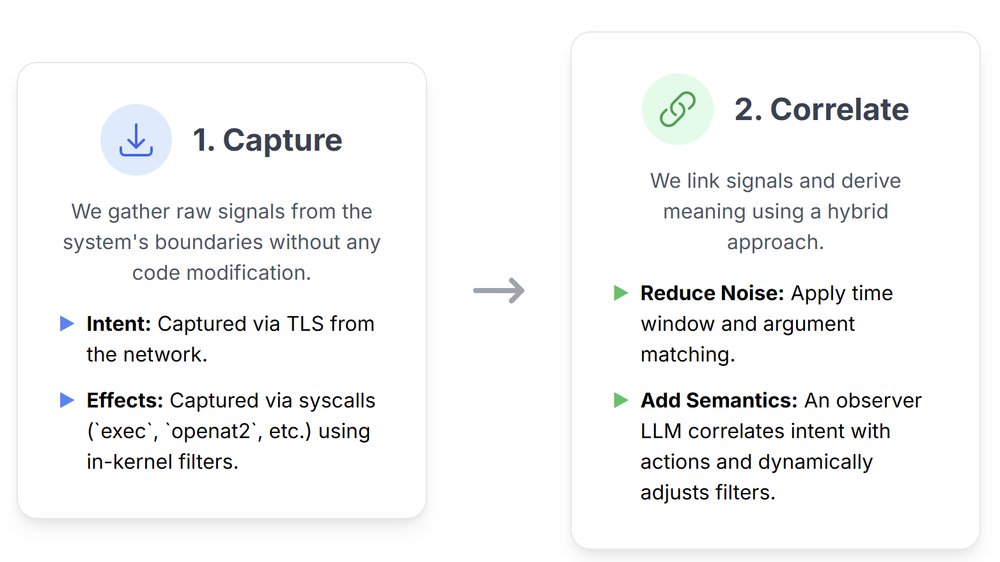 1. Capture
We gather raw signals from the
system's boundaries without any
code modification.
Intent: Captured via TLS from
the network.
Effects: Captured via syscalls
(`exec`, `openat2`, etc.) using
in-kernel filters.
2. Correlate
We link signals and derive
meaning using a hybrid
approach.
Reduce Noise: Apply time
window and argument
matching.
Add Semantics: An observer
LLM correlates intent with
actions and dynamically
adjusts filters.